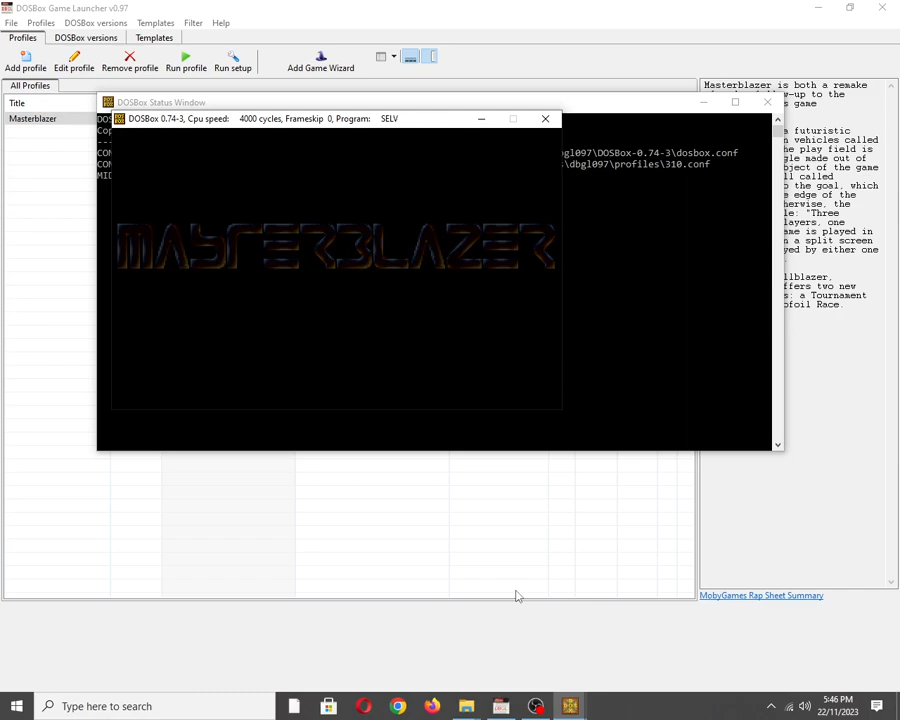 DOSBox Game Launcher v0.97
File Profiles DOSBox versions Templates Filter Help
Profiles DOSBox versions Templates
Add profile Edit profile Remove profile Run profile Run setup Add Game Wizard
All Profiles
Title
Masterblazer
DOSBox Status Window
DOSBox 0.74-3, Cpu speed: 4000 cycles, Frameskip 0, Program: SELV
bgl097\DOSBox-0.74-3\dosbox.conf
\dbgl097\profiles\310.conf
MASTERBLAZER
Masterblazer is both a remake
-up to the
s game
a futuristic
n vehicles called
he play field is
gle made out of
bject of the game
ll called
o the goal, which
e edge of the
herwise, the
le: "Three
layers, one
ame is played in
n a split screen
yed by either one
llblazer,
ffers two new
s: a Tournament
ofoil Race.
MobyGames Rap Sheet Summary
Type here to search
5:46 PM
22/11/2023